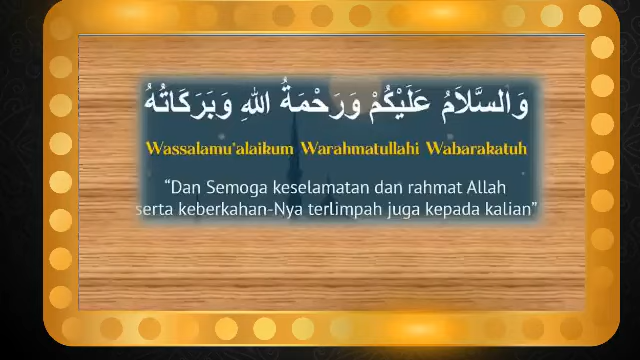 وَالسَّلاَمُ عَلَيْكُمْ وَرَحْمَةُ اللهِ وَبَرَكَاتُهُ
Wassalamu'alaikum Warahmatullahi Wabarakatuh
“Dan Semoga keselamatan dan rahmat Allah
serta keberkahan-Nya terlimpah juga kepada kalian”